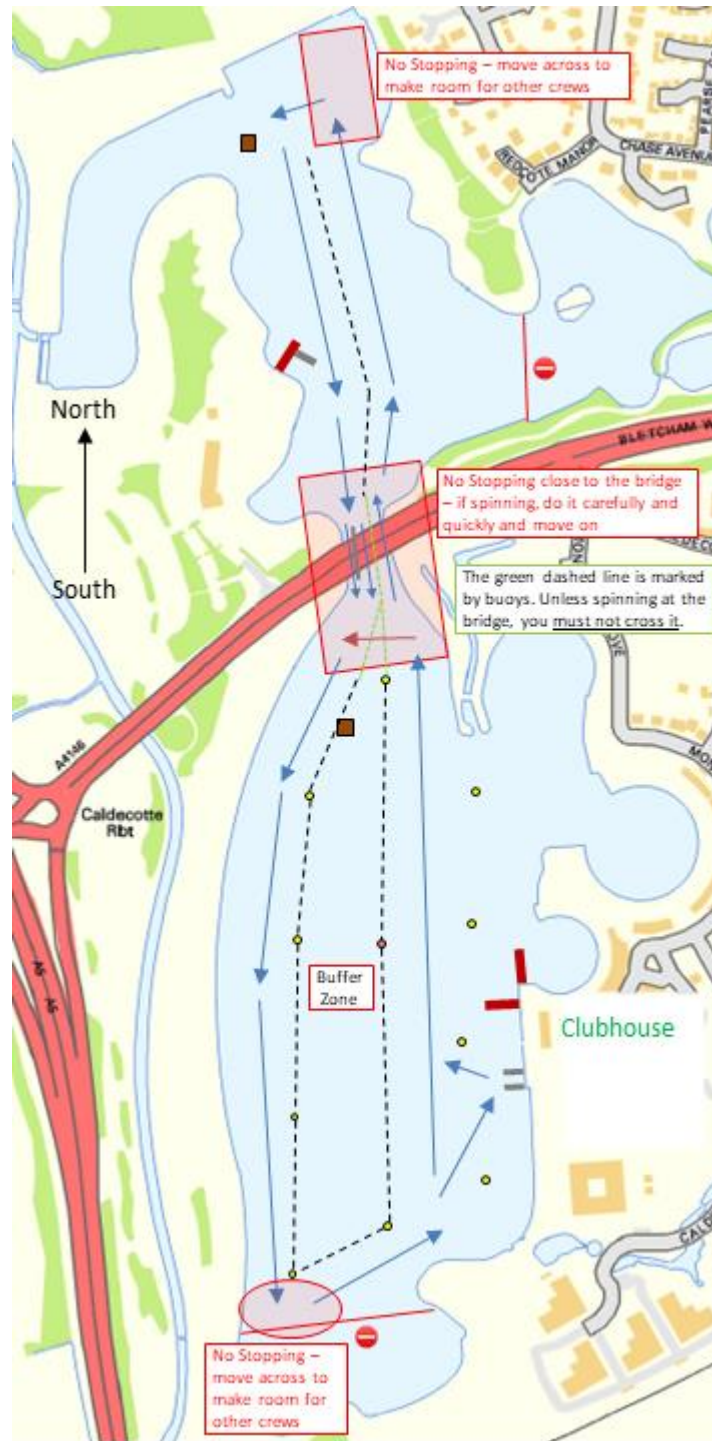 No Stopping – move across to
make room for other crews
REDCOTE MANOR
CHASE AVENUE
PEARSE
North
South
BLETCHAM W
No Stopping close to the bridge
– if spinning, do it carefully and
quickly and move on
The green dashed line is marked
by buoys. Unless spinning at the
bridge, you must not cross it.
A4146
Caldecotte
Rbt
A5
A5
Buffer
Zone
Clubhouse
No Stopping –
move across to
make room for
other crews